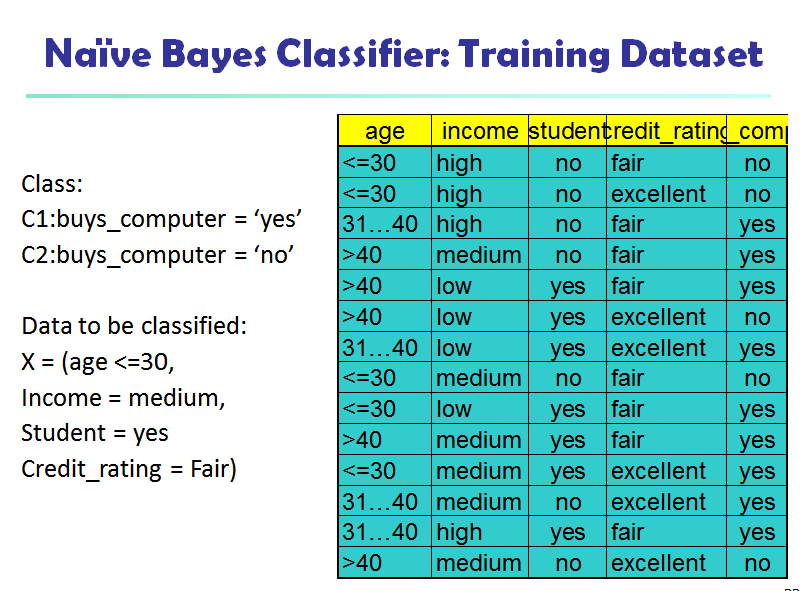 Naïve Bayes Classifier: Training Dataset
Class:
C1:buys_computer = ‘yes’
C2:buys_computer = ‘no’
Data to be classified:
X = (age <=30,
Income = medium,
Student = yes
Credit_rating = Fair)
age income student credit_rating _comp
<=30 high no fair no
<=30 high no excellent no
31…40 high no fair yes
>40 medium no fair yes
>40 low yes fair yes
>40 low yes excellent no
31…40 low yes excellent yes
<=30 medium no fair no
<=30 low yes fair yes
>40 medium yes fair yes
<=30 medium yes excellent yes
31…40 medium no excellent yes
31…40 high yes fair yes
>40 medium no excellent no